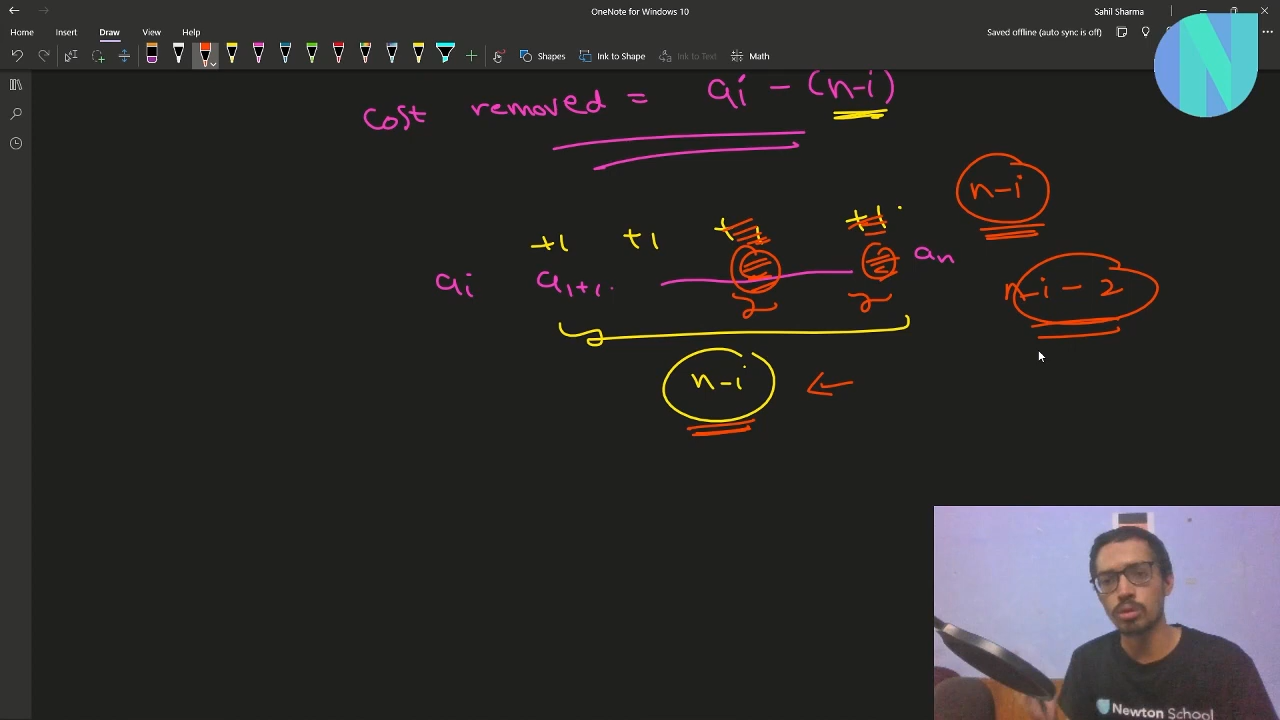 OneNote for Windows 10
Sahil Sharma
Home Insert Draw View Help
Saved offline (auto sync is off)
Shapes Ink to Shape Ink to Text Math
cost removed = ai - (n-i)
n-i
+1 +1 +1 +1
ai ai+1 an
n-i-2
2 2
n-i
Newton School